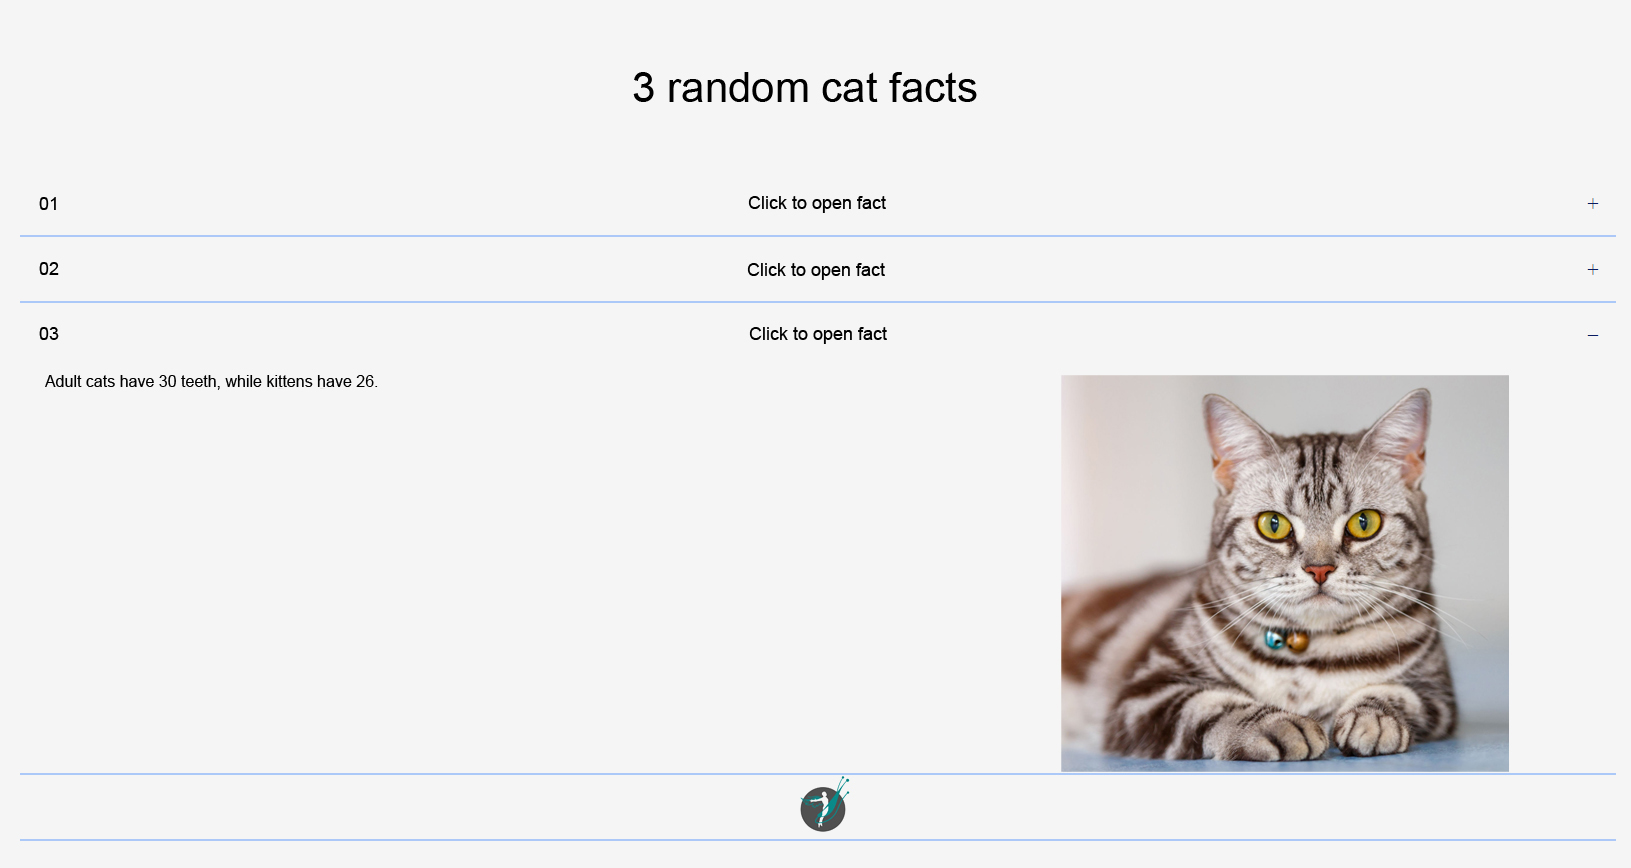 3 random cat facts
01
Click to open fact
+
02
Click to open fact
+
03
Click to open fact
–
Adult cats have 30 teeth, while kittens have 26.